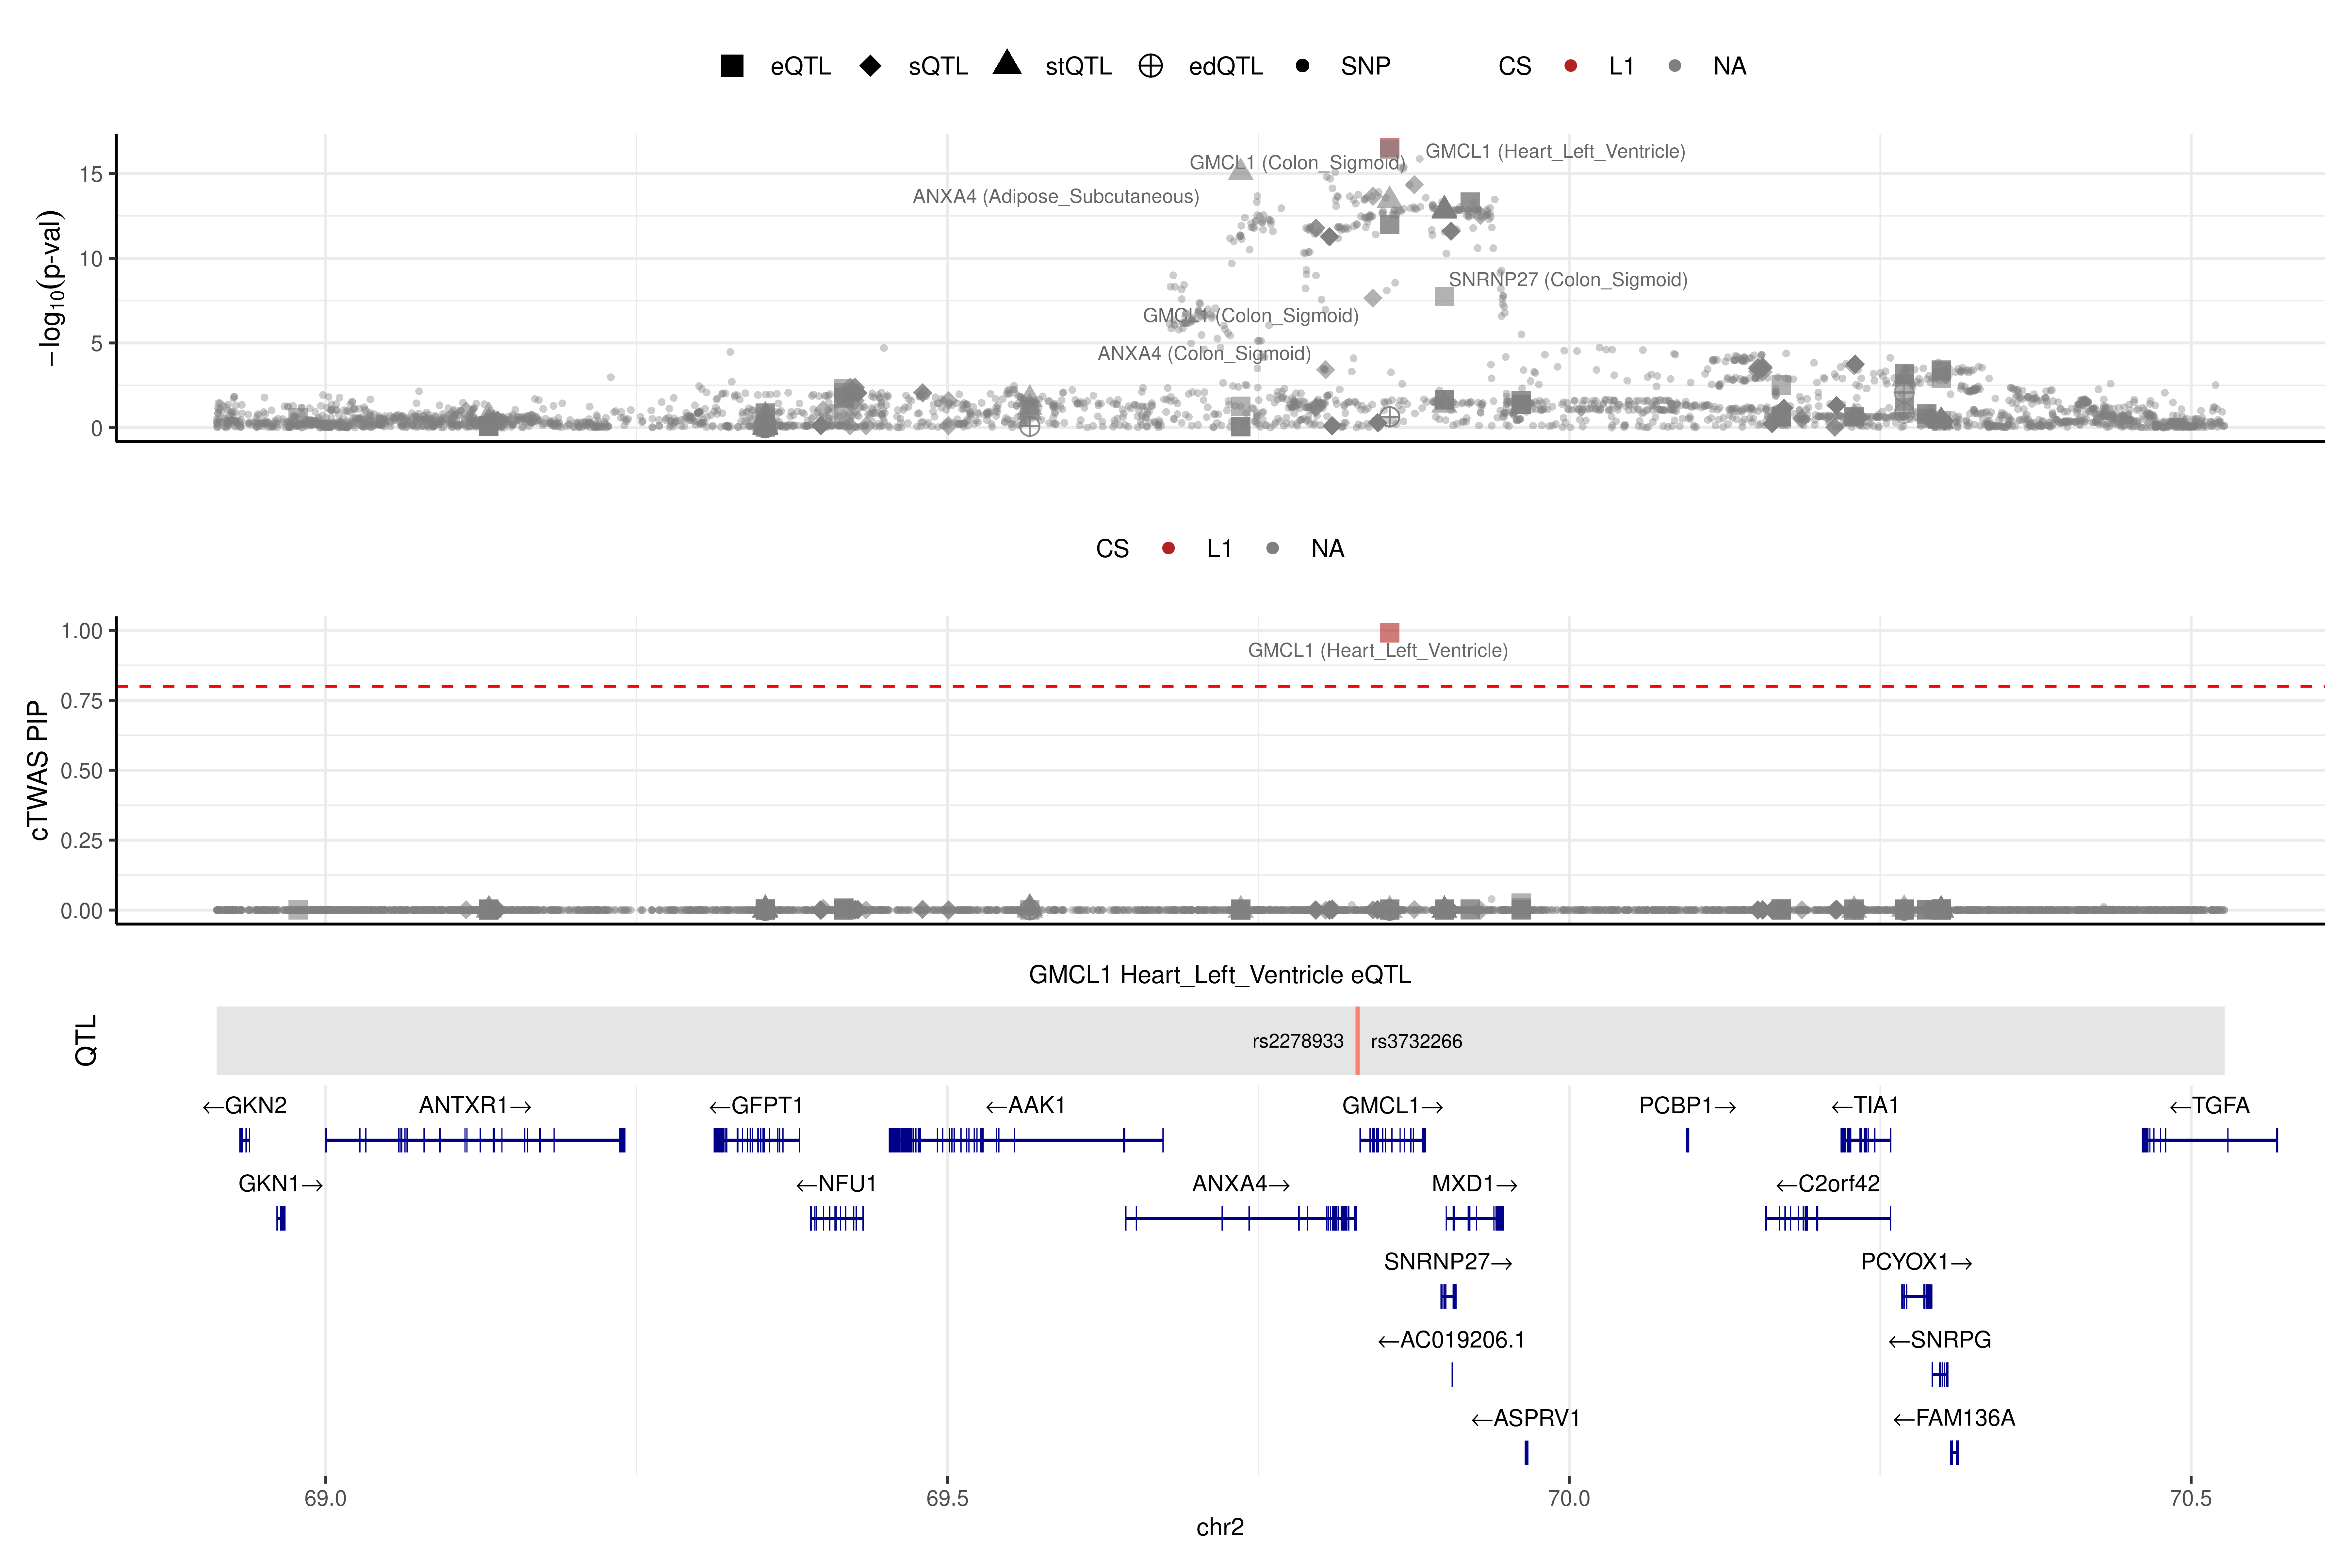 eQTL sQTL stQTL edQTL SNP CS L1 NA
−log10(p-val)
15
10
5
0
GMCL1 (Heart_Left_Ventricle)
GMCL1 (Colon_Sigmoid)
ANXA4 (Adipose_Subcutaneous)
SNRNP27 (Colon_Sigmoid)
GMCL1 (Colon_Sigmoid)
ANXA4 (Colon_Sigmoid)
CS L1 NA
cTWAS PIP
1.00
0.75
0.50
0.25
0.00
GMCL1 (Heart_Left_Ventricle)
GMCL1 Heart_Left_Ventricle eQTL
QTL
rs2278933 rs3732266
←GKN2 ANTXR1→ ←GFPT1 ←AAK1 GMCL1→ PCBP1→ ←TIA1 ←TGFA
GKN1→ ←NFU1 ANXA4→ MXD1→ ←C2orf42
SNRNP27→ PCYOX1→
←AC019206.1 ←SNRPG
←ASPRV1 ←FAM136A
69.0 69.5 70.0 70.5
chr2